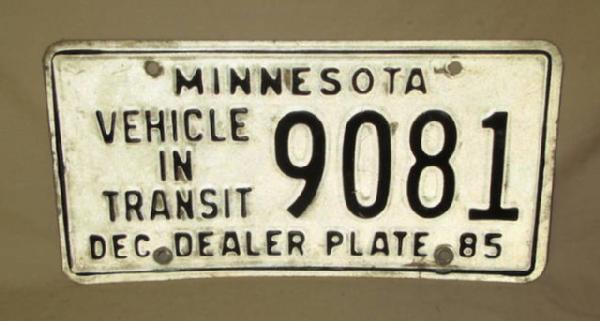 MINNESOTA
VEHICLE
IN
TRANSIT
9081
DEC. DEALER PLATE 85